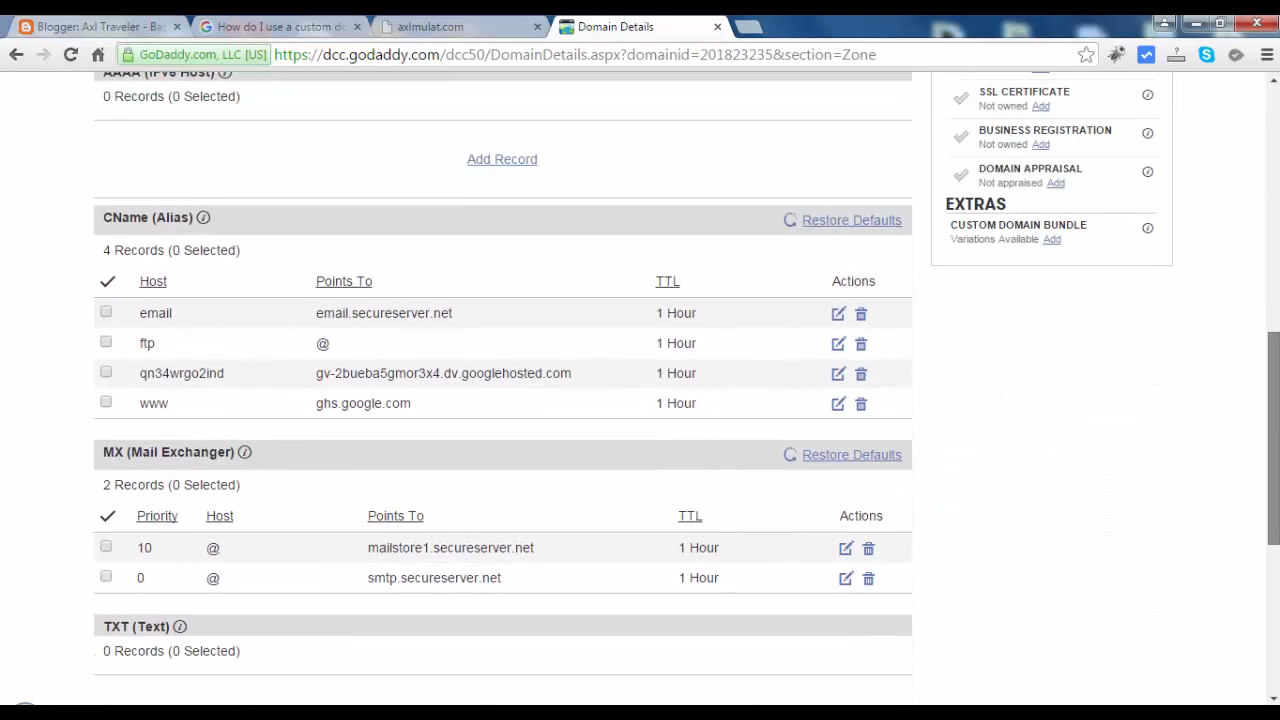 Blogger: Axl Traveler - Ba
How do I use a custom d
axlmulat.com
Domain Details
GoDaddy.com, LLC [US]
https://dcc.godaddy.com/dcc50/DomainDetails.aspx?domainid=201823235&section=Zone
AAAA (IPv6 Host)
0 Records (0 Selected)
Add Record
CName (Alias)
Restore Defaults
4 Records (0 Selected)
Host Points To TTL Actions
email email.secureserver.net 1 Hour
ftp @ 1 Hour
qn34wrgo2ind gv-2bueba5gmor3x4.dv.googlehosted.com 1 Hour
www ghs.google.com 1 Hour
MX (Mail Exchanger)
Restore Defaults
2 Records (0 Selected)
Priority Host Points To TTL Actions
10 @ mailstore1.secureserver.net 1 Hour
0 @ smtp.secureserver.net 1 Hour
TXT (Text)
0 Records (0 Selected)
SSL CERTIFICATE
Not owned Add
BUSINESS REGISTRATION
Not owned Add
DOMAIN APPRAISAL
Not appraised Add
EXTRAS
CUSTOM DOMAIN BUNDLE
Variations Available Add